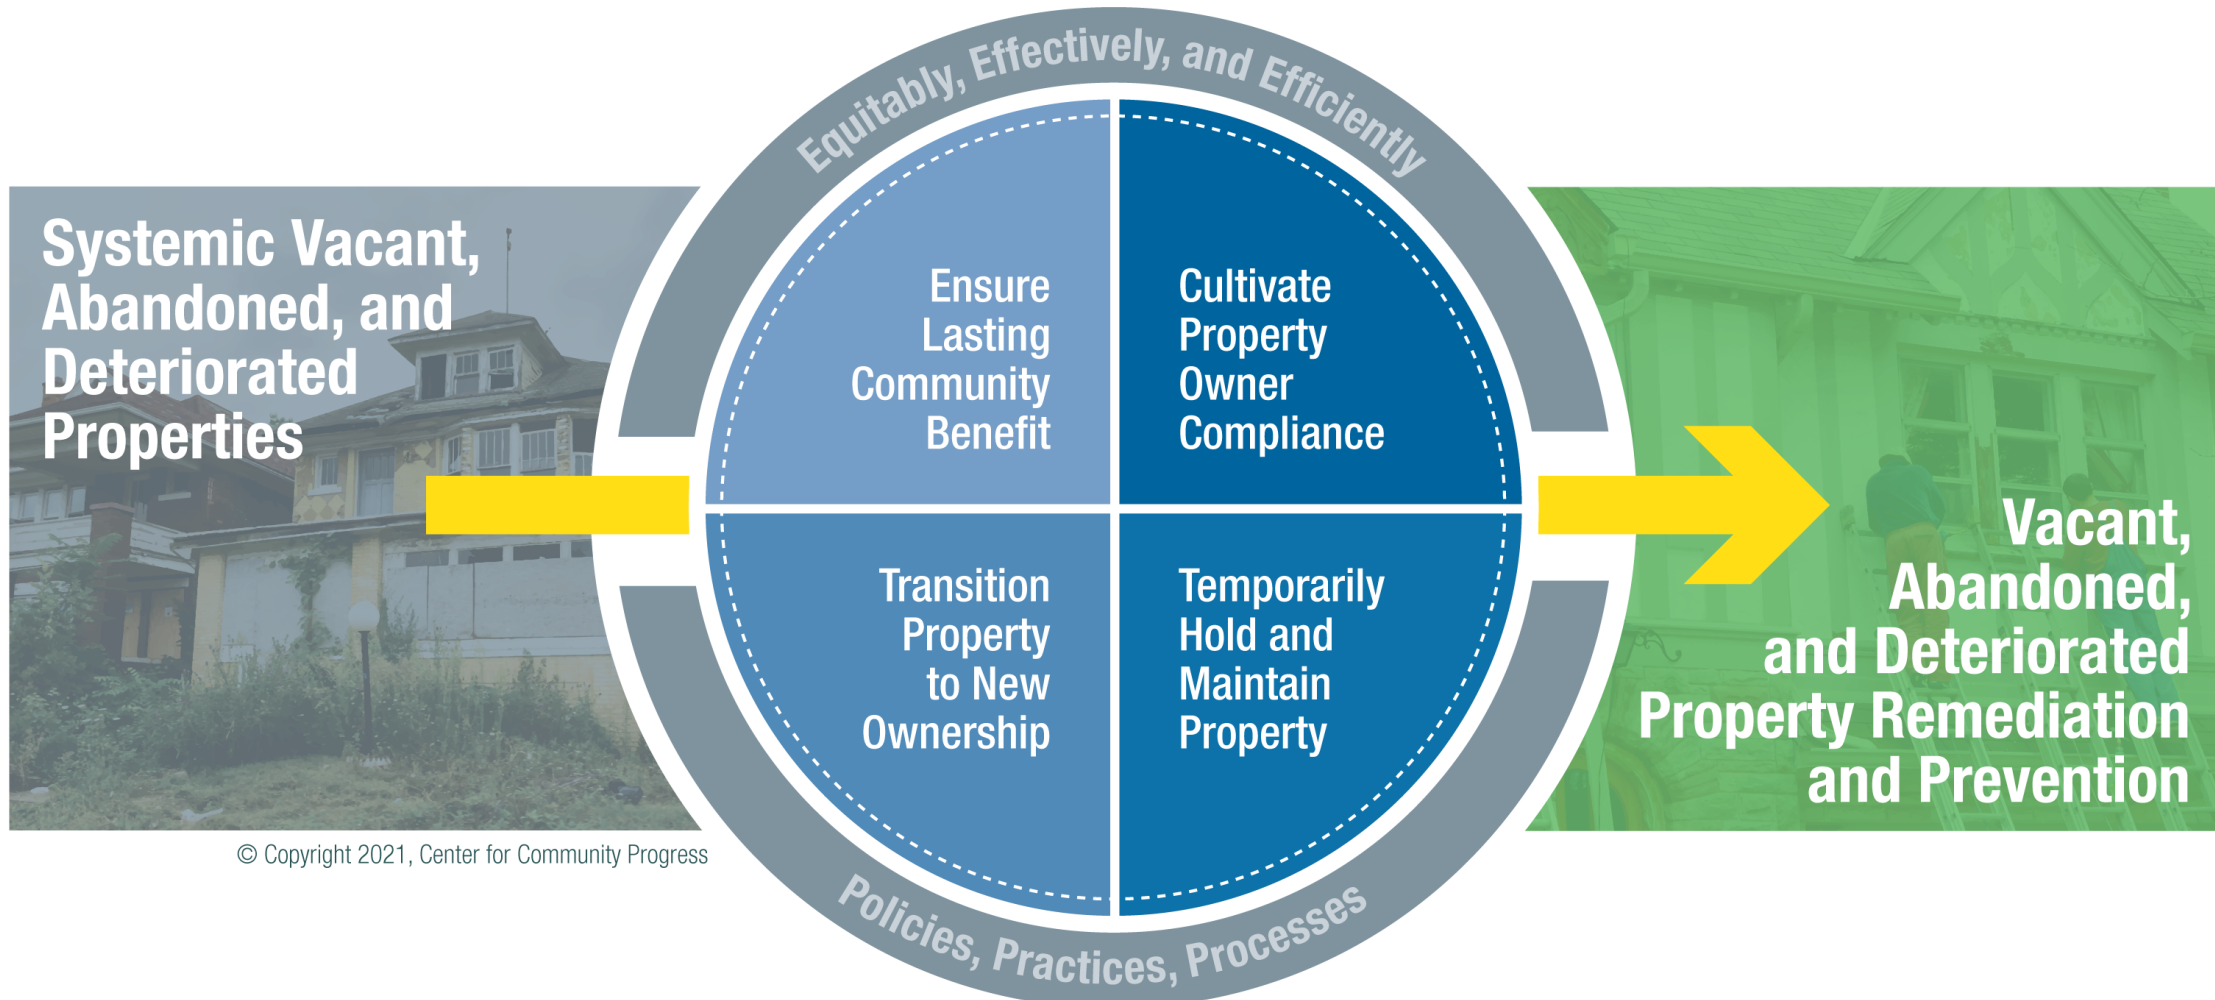 Equitably, Effectively, and Efficiently
Systemic Vacant,
Abandoned, and
Deteriorated
Properties
Ensure
Lasting
Community
Benefit
Cultivate
Property
Owner
Compliance
Transition
Property
to New
Ownership
Temporarily
Hold and
Maintain
Property
Vacant,
Abandoned,
and Deteriorated
Property Remediation
and Prevention
© Copyright 2021, Center for Community Progress
Policies, Practices, Processes